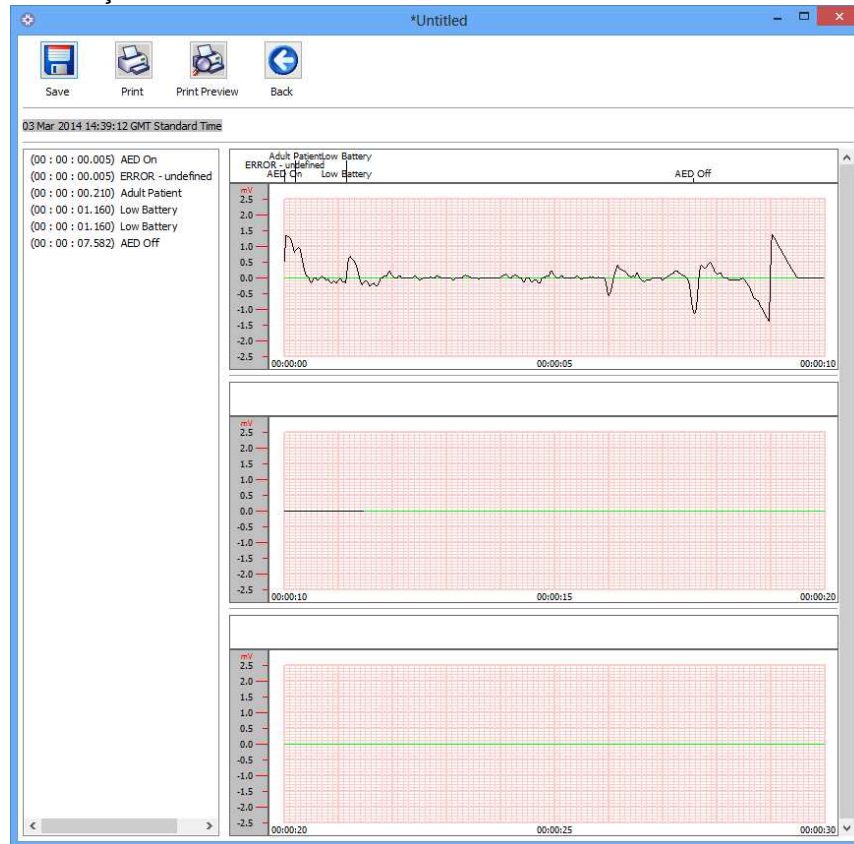 *Untitled
Save
Print
Print Preview
Back
03 Mar 2014 14:39:12 GMT Standard Time
(00 : 00 : 00.005) AED On
(00 : 00 : 00.005) ERROR - undefined
(00 : 00 : 00.210) Adult Patient
(00 : 00 : 01.160) Low Battery
(00 : 00 : 01.160) Low Battery
(00 : 00 : 07.582) AED Off
Adult Patient Low Battery
ERROR - undefined
AED On Low Battery AED Off
mV
2.5
2.0
1.5
1.0
0.5
0.0
-0.5
-1.0
-1.5
-2.0
-2.5
00:00:00 00:00:05 00:00:10
mV
2.5
2.0
1.5
1.0
0.5
0.0
-0.5
-1.0
-1.5
-2.0
-2.5
00:00:10 00:00:15 00:00:20
mV
2.5
2.0
1.5
1.0
0.5
0.0
-0.5
-1.0
-1.5
-2.0
-2.5
00:00:20 00:00:25 00:00:30